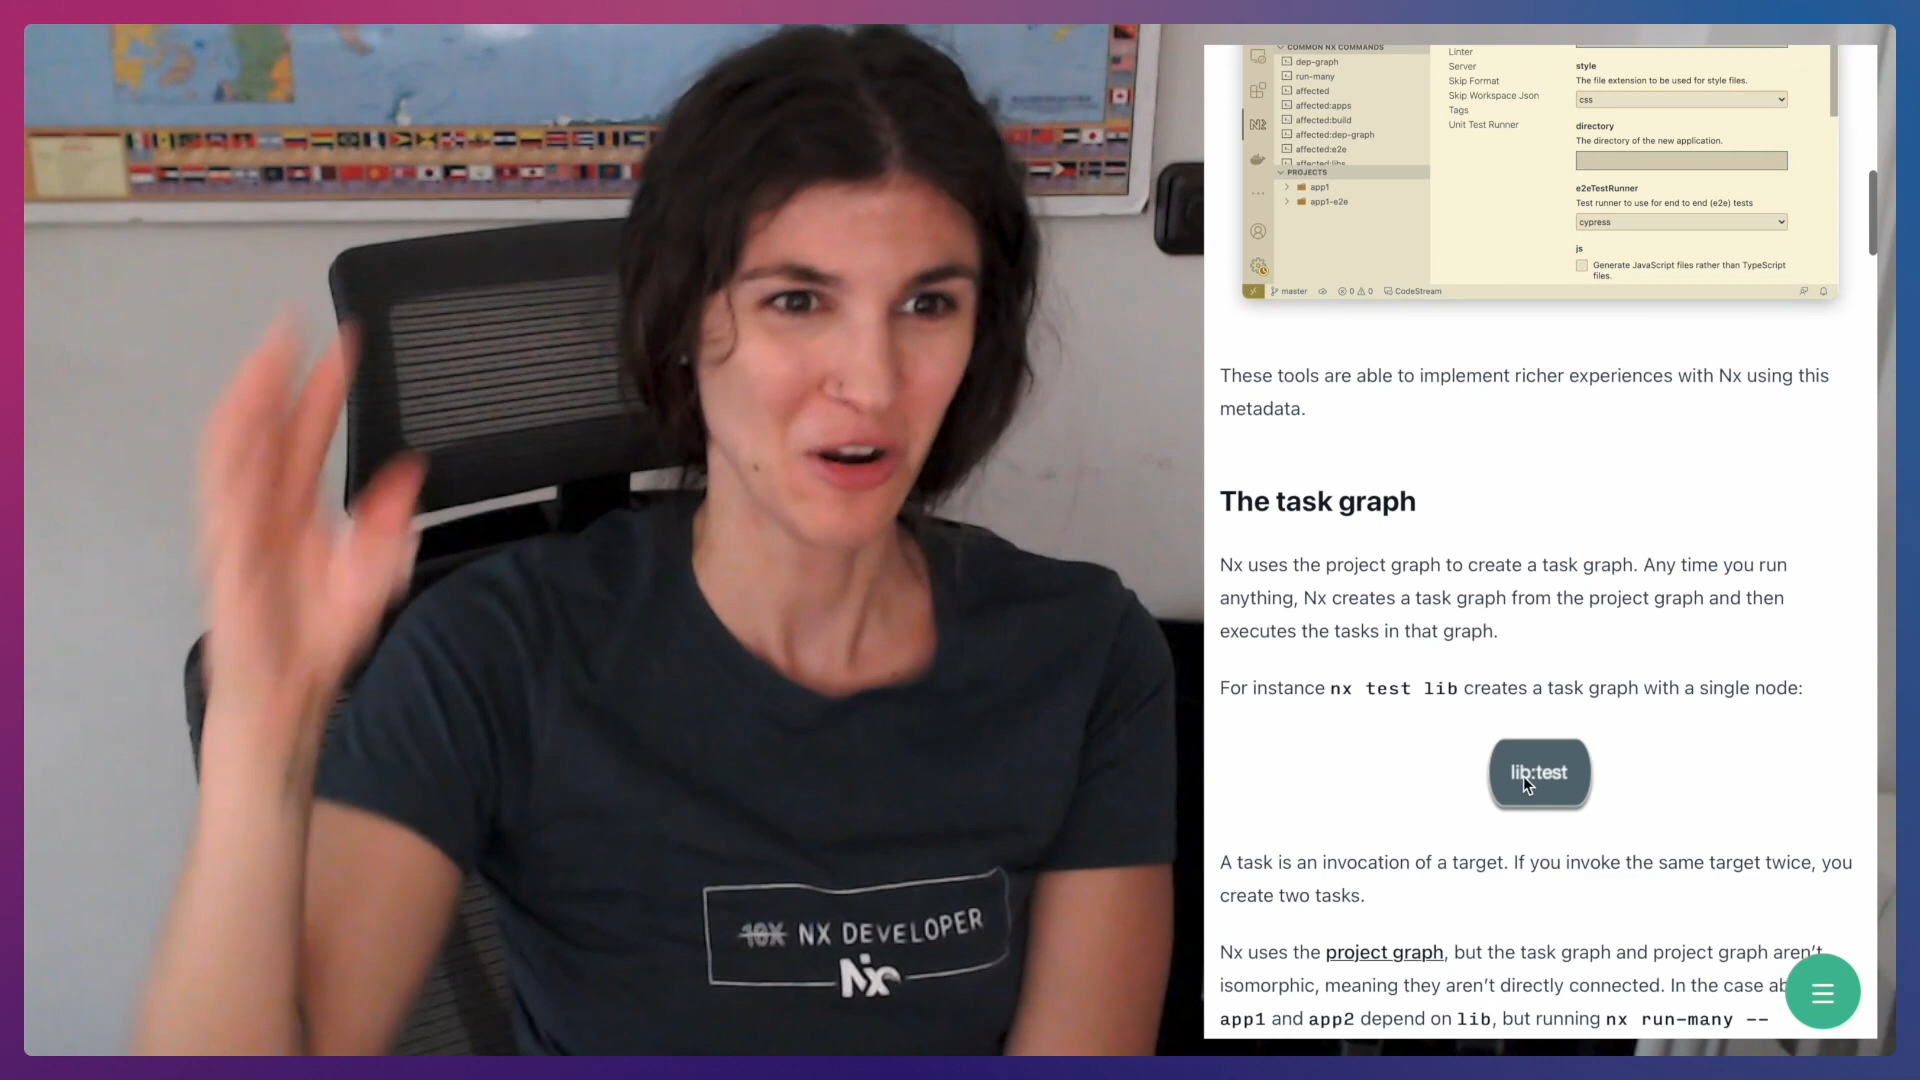 COMMON NX COMMANDS
dep-graph
run-many
affected
affected:apps
affected:build
affected:dep-graph
affected:e2e
affected:libs
PROJECTS
app1
app1-e2e
Linter
Server
Skip Format
Skip Workspace Json
Tags
Unit Test Runner
style
The file extension to be used for style files.
css
directory
The directory of the new application.
e2eTestRunner
Test runner to use for end to end (e2e) tests
cypress
js
Generate JavaScript files rather than TypeScript
files.
master
0
0
CodeStream
These tools are able to implement richer experiences with Nx using this
metadata.
The task graph
Nx uses the project graph to create a task graph. Any time you run
anything, Nx creates a task graph from the project graph and then
executes the tasks in that graph.
For instance nx test lib creates a task graph with a single node:
lib:test
A task is an invocation of a target. If you invoke the same target twice, you
create two tasks.
Nx uses the project graph, but the task graph and project graph aren't
isomorphic, meaning they aren't directly connected. In the case
app1 and app2 depend on lib, but running nx run-many --
10X NX DEVELOPER
Nx